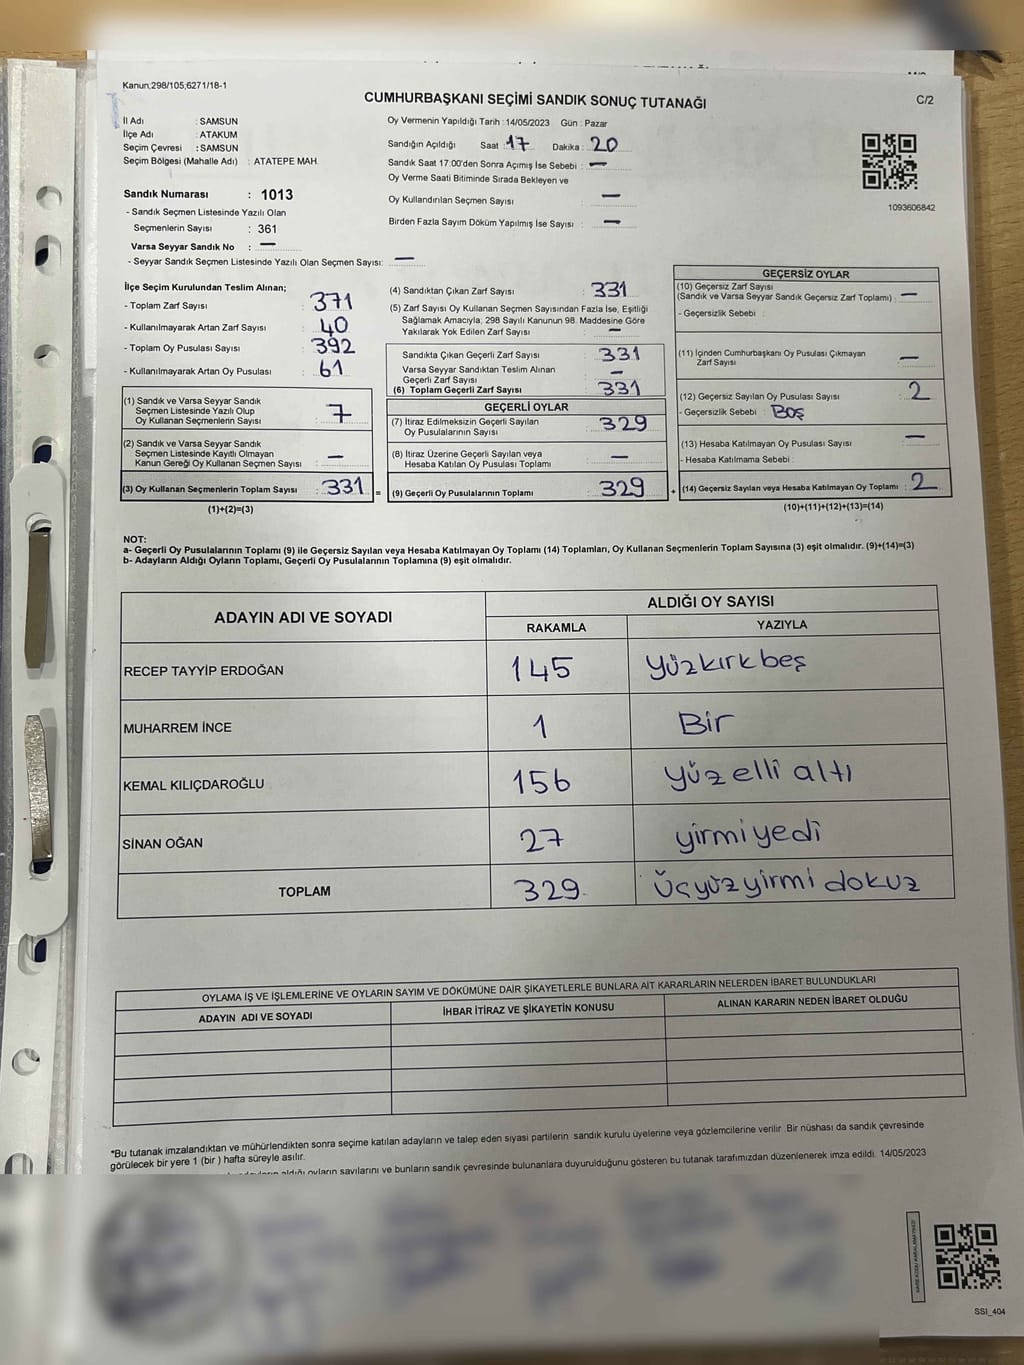 Kanun;298/105;6271/18-1
CUMHURBAŞKANI SEÇİMİ SANDIK SONUÇ TUTANAĞI
C/2
İl Adı : SAMSUN
İlçe Adı : ATAKUM
Seçim Çevresi : SAMSUN
Seçim Bölgesi (Mahalle Adı) : ATATEPE MAH.
Oy Vermenin Yapıldığı Tarih : 14/05/2023 Gün : Pazar
Sandığın Açıldığı Saat : 17 Dakika : 20
Sandık Saat 17:00'den Sonra Açımış İse Sebebi : —
Oy Verme Saati Bitiminde Sırada Bekleyen ve
Oy Kullandırılan Seçmen Sayısı : —
Birden Fazla Sayım Döküm Yapılmış İse Sayısı : —
1093606842
Sandık Numarası : 1013
- Sandık Seçmen Listesinde Yazılı Olan
Seçmenlerin Sayısı : 361
Varsa Seyyar Sandık No : —
- Seyyar Sandık Seçmen Listesinde Yazılı Olan Seçmen Sayısı: —
İlçe Seçim Kurulundan Teslim Alınan;
- Toplam Zarf Sayısı : 371
- Kullanılmayarak Artan Zarf Sayısı : 40
- Toplam Oy Pusulası Sayısı : 392
- Kullanılmayarak Artan Oy Pusulası : 61
(1) Sandık ve Varsa Seyyar Sandık
Seçmen Listesinde Yazılı Olup
Oy Kullanan Seçmenlerin Sayısı : 7
(2) Sandık ve Varsa Seyyar Sandık
Seçmen Listesinde Kayıtlı Olmayan
Kanun Gereği Oy Kullanan Seçmen Sayısı : —
(3) Oy Kullanan Seçmenlerin Toplam Sayısı : 331 =
(1)+(2)=(3)
(4) Sandıktan Çıkan Zarf Sayısı : 331
(5) Zarf Sayısı Oy Kullanan Seçmen Sayısından Fazla İse, Eşitliği
Sağlamak Amacıyla, 298 Sayılı Kanunun 98. Maddesine Göre
Yakılarak Yok Edilen Zarf Sayısı : —
Sandıkta Çıkan Geçerli Zarf Sayısı : 331
Varsa Seyyar Sandıktan Teslim Alınan
Geçerli Zarf Sayısı : —
(6) Toplam Geçerli Zarf Sayısı : 331
GEÇERLİ OYLAR
(7) İtiraz Edilmeksizin Geçerli Sayılan
Oy Pusulalarının Sayısı : 329
(8) İtiraz Üzerine Geçerli Sayılan veya
Hesaba Katılan Oy Pusulası Toplamı : —
(9) Geçerli Oy Pusulalarının Toplamı : 329 +
GEÇERSİZ OYLAR
(10) Geçersiz Zarf Sayısı
(Sandık ve Varsa Seyyar Sandık Geçersiz Zarf Toplamı) : —
- Geçersizlik Sebebi :
(11) İçinden Cumhurbaşkanı Oy Pusulası Çıkmayan
Zarf Sayısı : —
(12) Geçersiz Sayılan Oy Pusulası Sayısı : 2
- Geçersizlik Sebebi : BOŞ
(13) Hesaba Katılmayan Oy Pusulası Sayısı : —
- Hesaba Katılmama Sebebi :
(14) Geçersiz Sayılan veya Hesaba Katılmayan Oy Toplamı : 2
(10)+(11)+(12)+(13)=(14)
NOT:
a- Geçerli Oy Pusulalarının Toplamı (9) ile Geçersiz Sayılan veya Hesaba Katılmayan Oy Toplamı (14) Toplamları, Oy Kullanan Seçmenlerin Toplam Sayısına (3) eşit olmalıdır. (9)+(14)=(3)
b- Adayların Aldığı Oyların Toplamı, Geçerli Oy Pusulalarının Toplamına (9) eşit olmalıdır.
ADAYIN ADI VE SOYADI
ALDIĞI OY SAYISI
RAKAMLA YAZIYLA
RECEP TAYYİP ERDOĞAN 145 Yüzkırkbeş
MUHARREM İNCE 1 Bir
KEMAL KILIÇDAROĞLU 156 Yüz elli altı
SİNAN OĞAN 27 yirmi yedi
TOPLAM 329 Üçyüzyirmi dokuz
OYLAMA İŞ VE İŞLEMLERİNE VE OYLARIN SAYIM VE DÖKÜMÜNE DAİR ŞİKAYETLERLE BUNLARA AİT KARARLARIN NELERDEN İBARET BULUNDUKLARI
ADAYIN ADI VE SOYADI İHBAR İTİRAZ VE ŞİKAYETİN KONUSU ALINAN KARARIN NEDEN İBARET OLDUĞU
*Bu tutanak imzalandıktan ve mühürlendikten sonra seçime katılan adayların ve talep eden siyasi partilerin sandık kurulu üyelerine veya gözlemcilerine verilir. Bir nüshası da sandık çevresinde
görülecek bir yere 1 (bir) hafta süreyle asılır.
aldığı oyların sayılarını ve bunların sandık çevresinde bulunanlara duyurulduğunu gösteren bu tutanak tarafımızdan düzenlenerek imza edildi. 14/05/2023
SSI_404